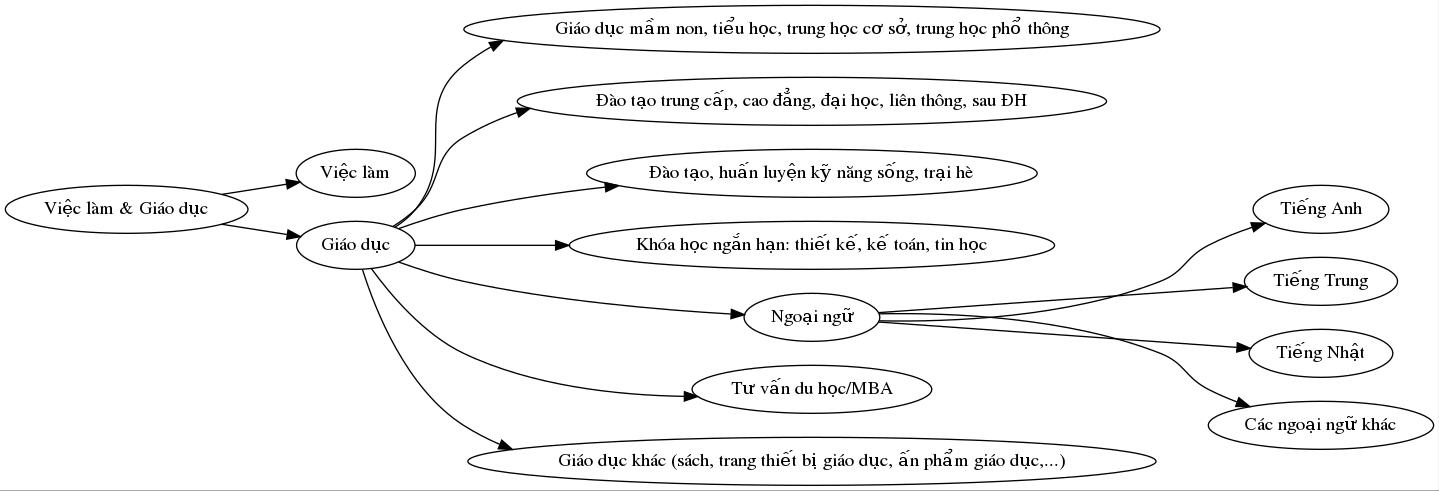 Giáo dục mầm non, tiểu học, trung học cơ sở, trung học phổ thông
Đào tạo trung cấp, cao đẳng, đại học, liên thông, sau ĐH
Việc làm
Đào tạo, huấn luyện kỹ năng sống, trại hè
Việc làm & Giáo dục
Tiếng Anh
Giáo dục
Khóa học ngắn hạn: thiết kế, kế toán, tin học
Tiếng Trung
Ngoại ngữ
Tiếng Nhật
Tư vấn du học/MBA
Các ngoại ngữ khác
Giáo dục khác (sách, trang thiết bị giáo dục, ấn phẩm giáo dục,...)